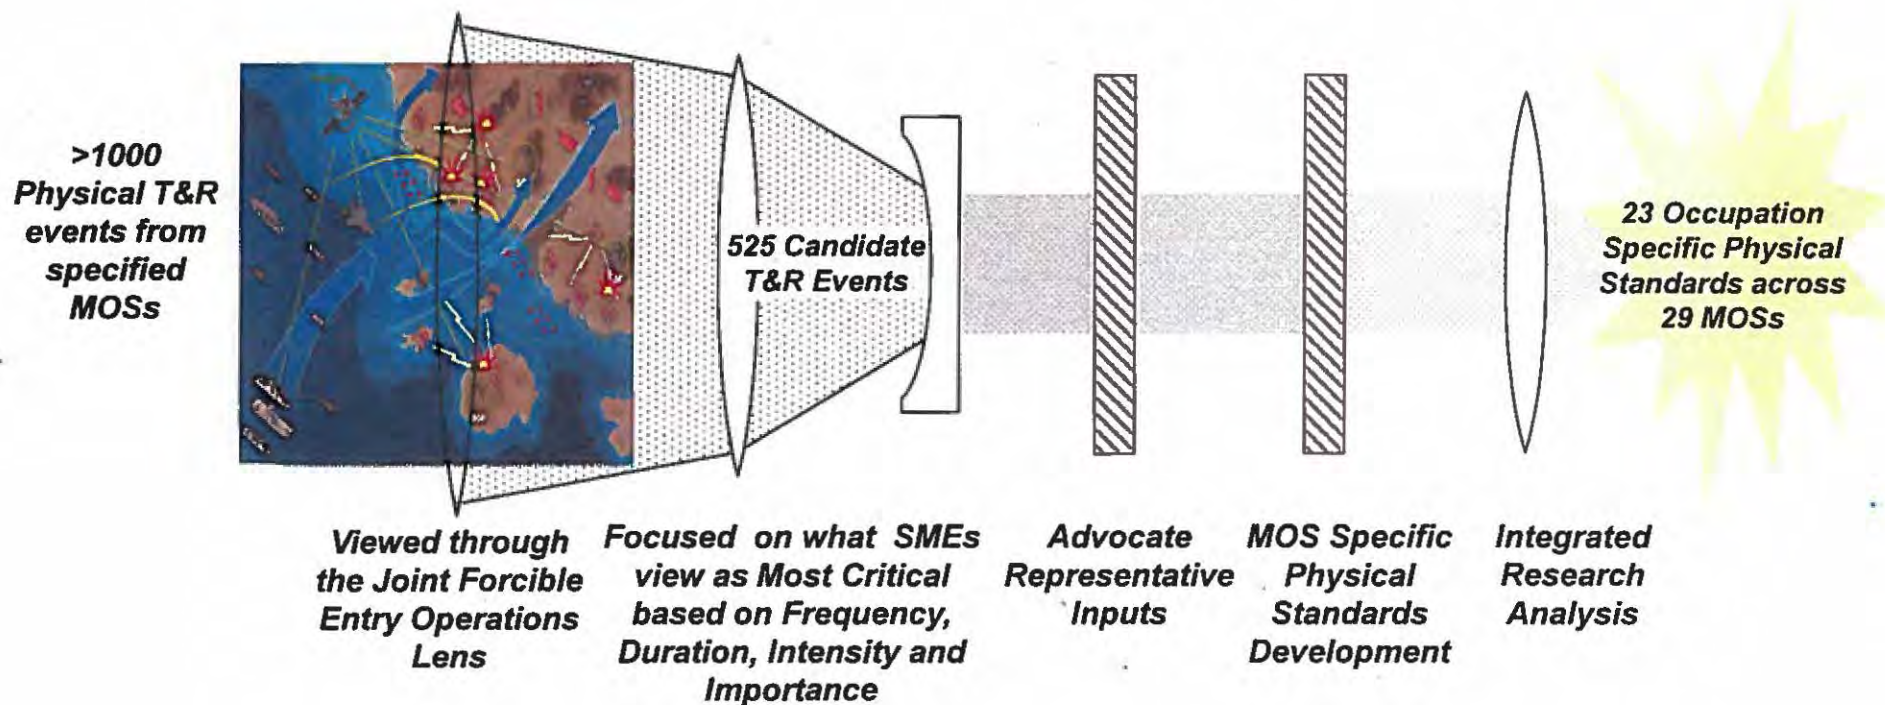 >1000
Physical T&R
events from
specified
MOSs
525 Candidate
T&R Events
23 Occupation
Specific Physical
Standards across
29 MOSs
Viewed through
the Joint Forcible
Entry Operations
Lens
Focused on what SMEs
view as Most Critical
based on Frequency,
Duration, Intensity and
Importance
Advocate
Representative
Inputs
MOS Specific
Physical
Standards
Development
Integrated
Research
Analysis